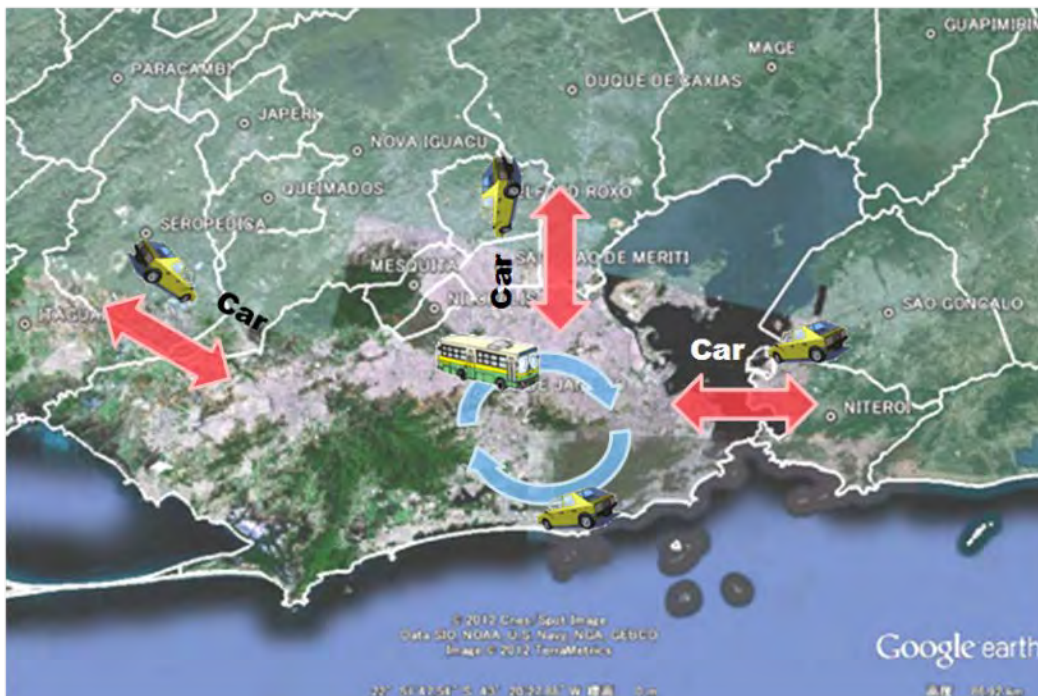 GUAPIMIRIM
MAGE
PARACAMBI
DUQUE DE CAXIAS
JAPERI
NOVA IGUACU
QUEIMADOS
SEROPEDICA
Car
MESQUITA
SAO GONCALO
Car
Car
NITEROI
© 2012 Cnes/Spot Image
Data SIO, NOAA, U.S. Navy, NGA, GEBCO
Image © 2012 TerraMetrics
Google earth